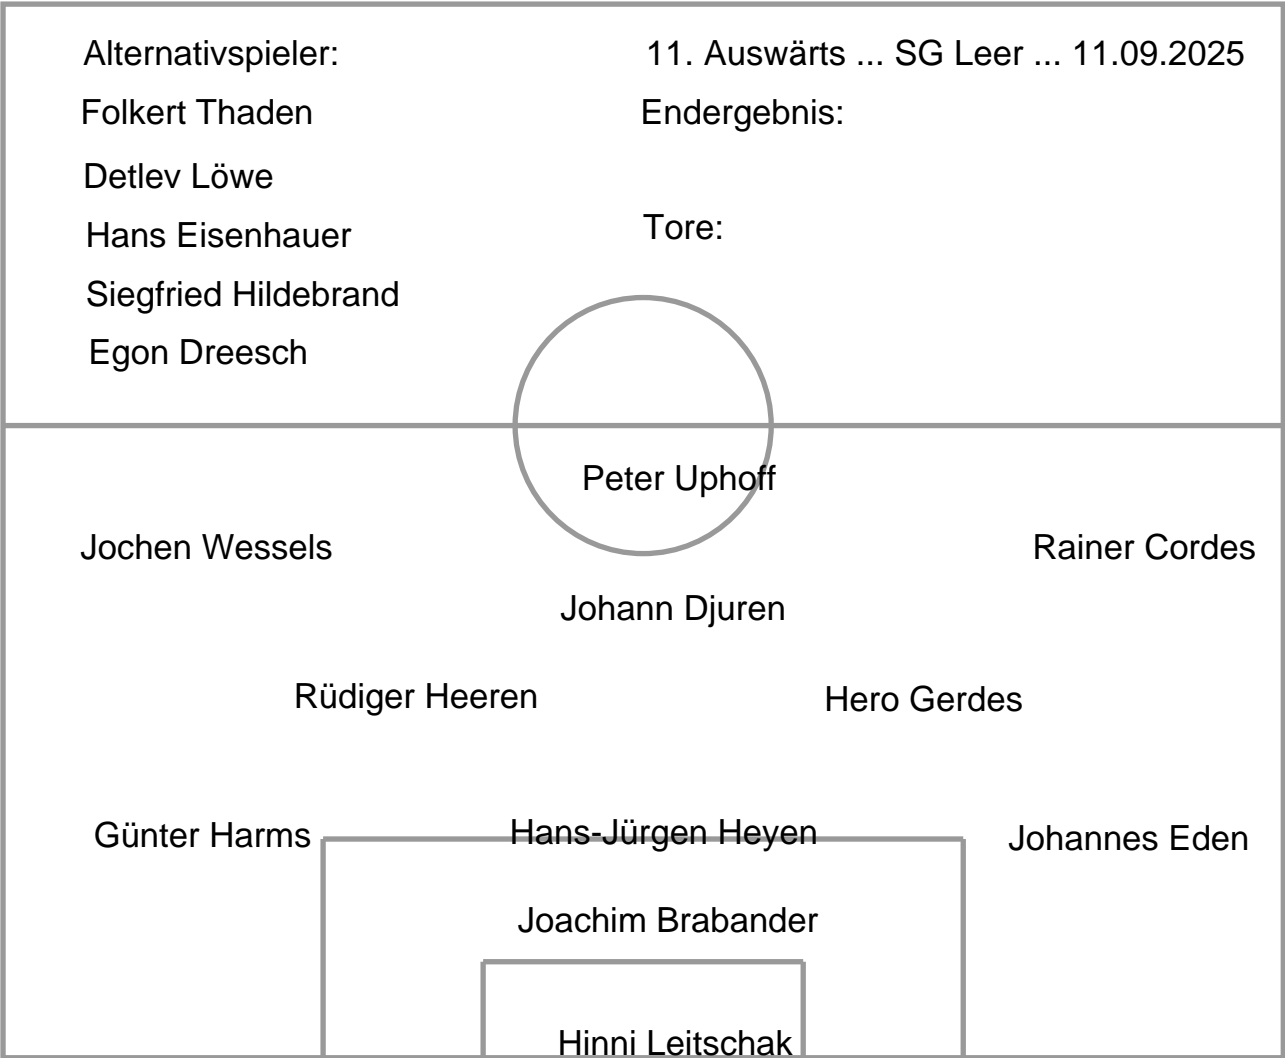 Alternativspieler:
11. Auswärts ... SG Leer ... 11.09.2025
Folkert Thaden
Endergebnis:
Detlev Löwe
Hans Eisenhauer
Tore:
Siegfried Hildebrand
Egon Dreesch
Peter Uphoff
Jochen Wessels
Rainer Cordes
Johann Djuren
Rüdiger Heeren
Hero Gerdes
Günter Harms
Hans-Jürgen Heyen
Johannes Eden
Joachim Brabander
Hinni Leitschak